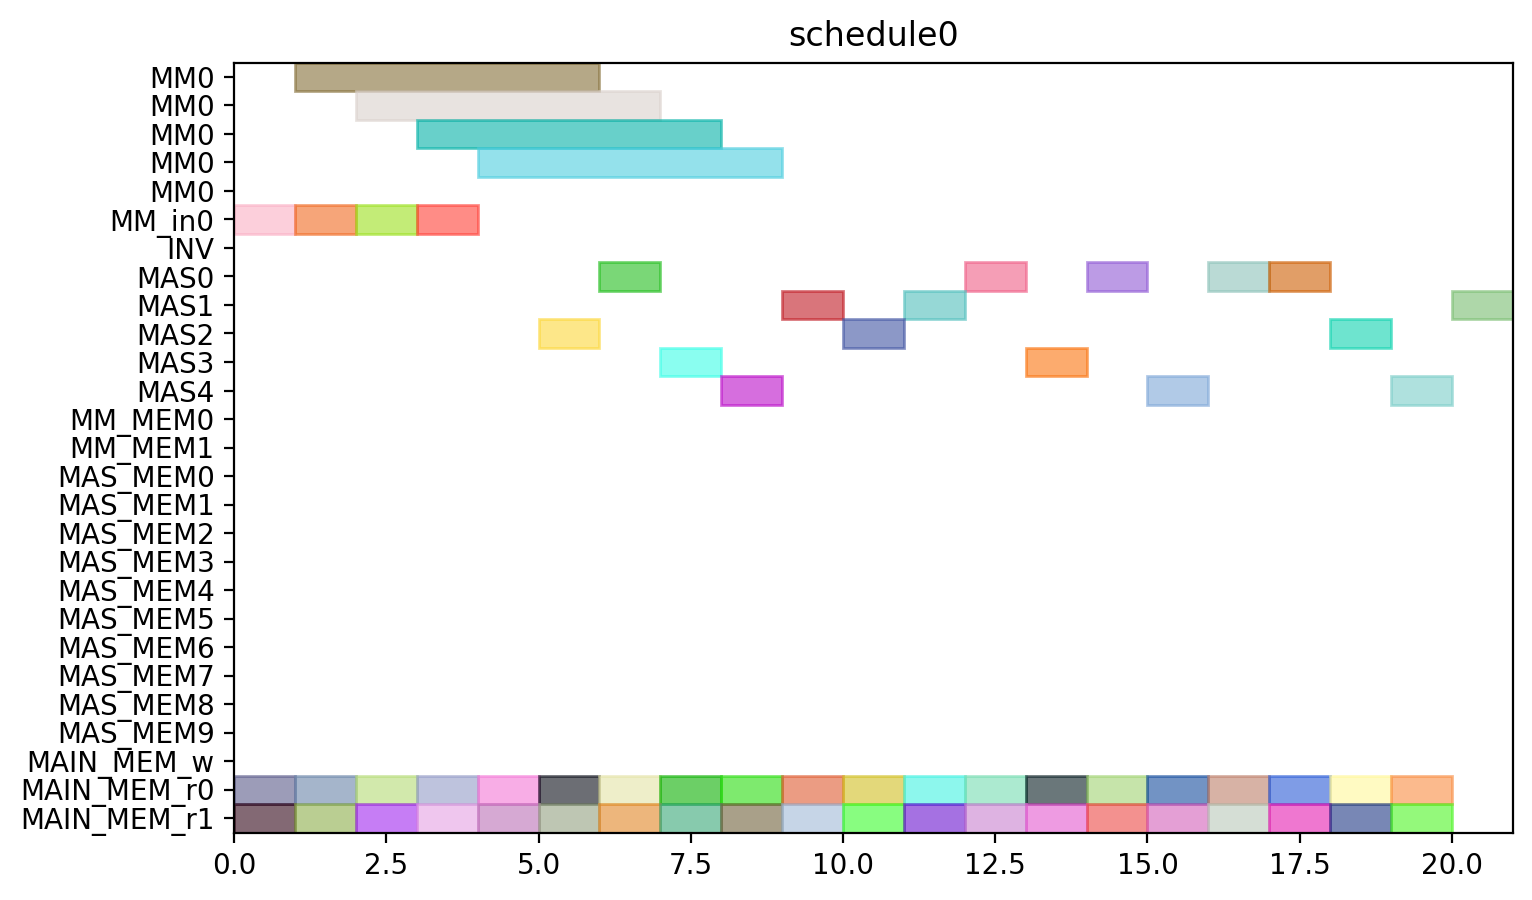 schedule0
MM0
MM0
MM0
MM0
MM0
MM_in0
INV
MAS0
MAS1
MAS2
MAS3
MAS4
MM_MEM0
MM_MEM1
MAS_MEM0
MAS_MEM1
MAS_MEM2
MAS_MEM3
MAS_MEM4
MAS_MEM5
MAS_MEM6
MAS_MEM7
MAS_MEM8
MAS_MEM9
MAIN_MEM_w
MAIN_MEM_r0
MAIN_MEM_r1
0.0 2.5 5.0 7.5 10.0 12.5 15.0 17.5 20.0